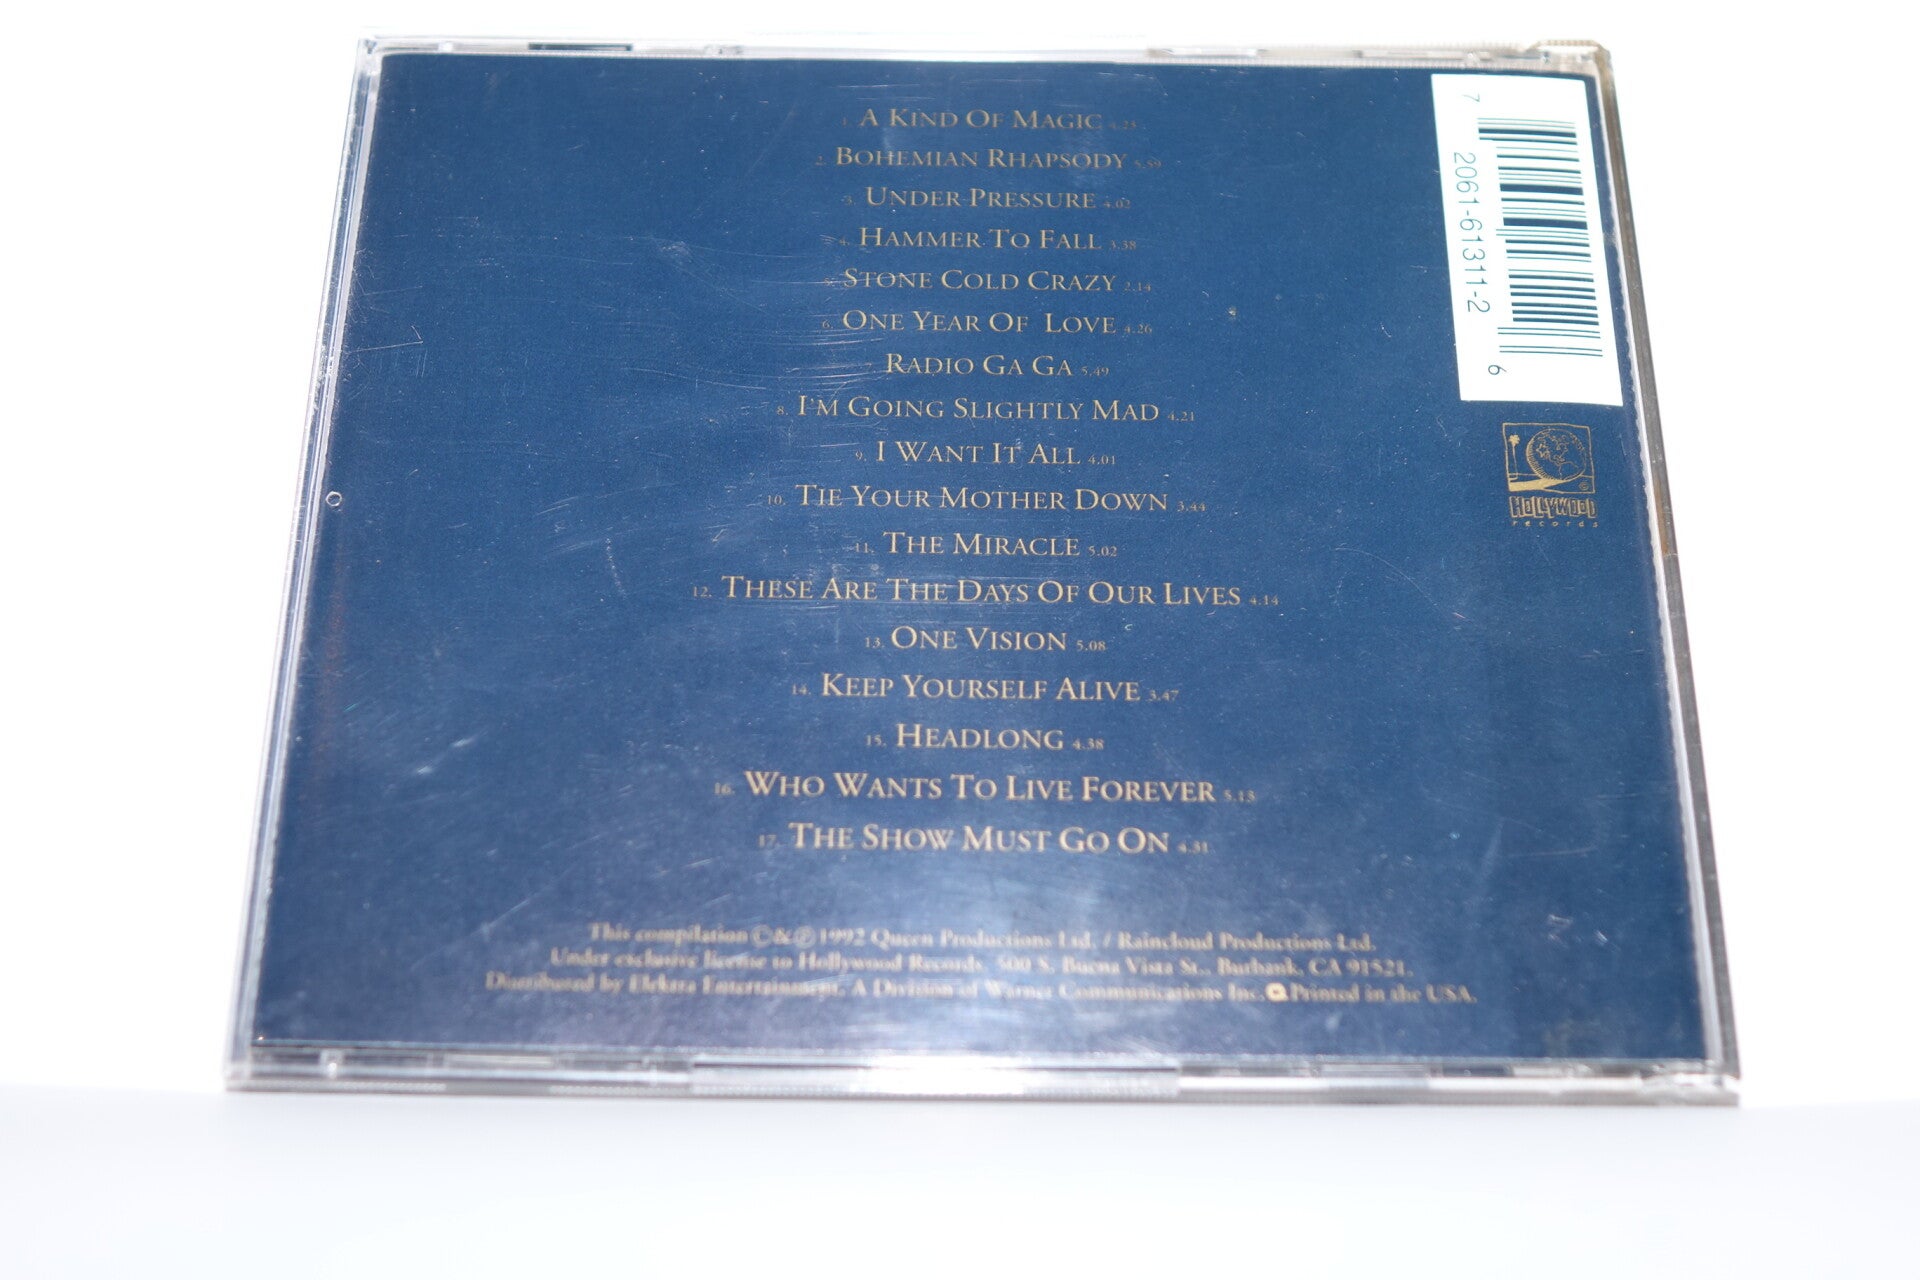 1. A KIND OF MAGIC 4.25
2. BOHEMIAN RHAPSODY 5.59
3. UNDER PRESSURE 4.02
4. HAMMER TO FALL 3.38
5. STONE COLD CRAZY 2.14
6. ONE YEAR OF LOVE 4.26
7. RADIO GA GA 5.49
8. I'M GOING SLIGHTLY MAD 4.21
9. I WANT IT ALL 4.01
10. TIE YOUR MOTHER DOWN 3.44
11. THE MIRACLE 5.02
12. THESE ARE THE DAYS OF OUR LIVES 4.14
13. ONE VISION 5.08
14. KEEP YOURSELF ALIVE 3.47
15. HEADLONG 4.38
16. WHO WANTS TO LIVE FOREVER 5.13
17. THE SHOW MUST GO ON 4.31
This compilation ©&℗ 1992 Queen Productions Ltd. / Raincloud Productions Ltd.
Under exclusive license to Hollywood Records, 500 S. Buena Vista St., Burbank, CA 91521.
Distributed by Elektra Entertainment, A Division of Warner Communications Inc. Printed in the USA.
7 2061-61311-2 6
HOLLYWOOD
records